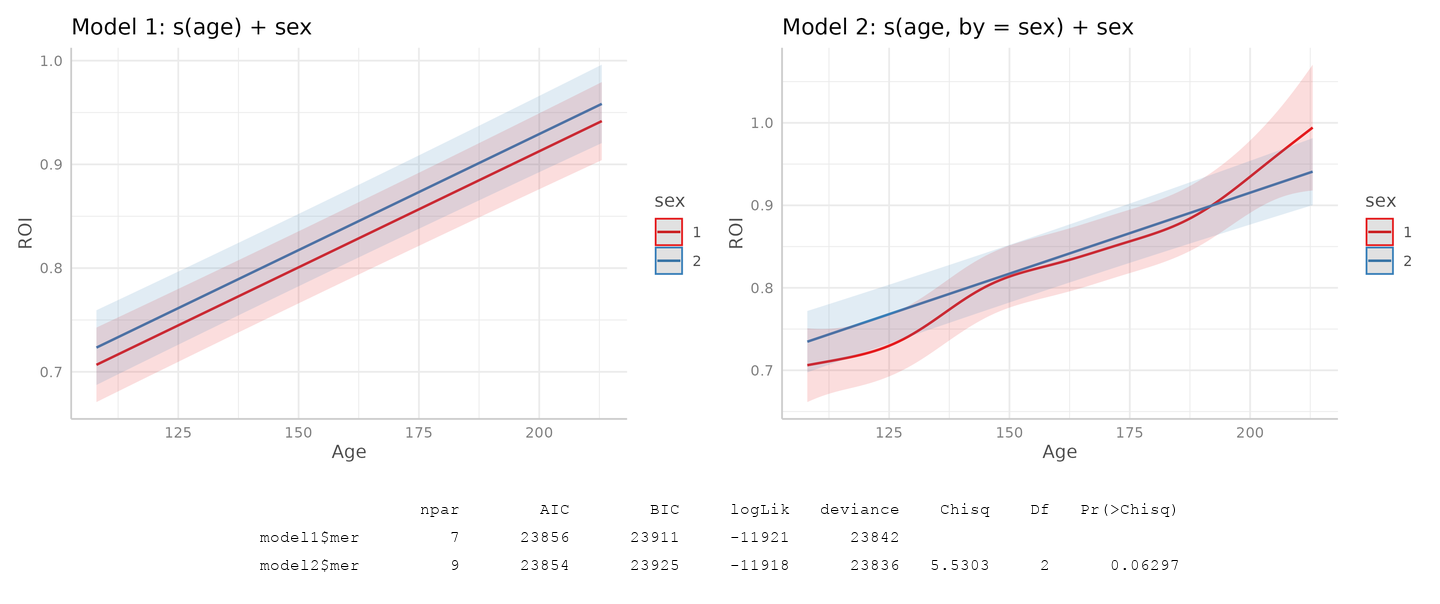 Model 1: s(age) + sex
1.0
0.9
0.8
0.7
ROI
125 150 175 200
Age
sex
1
2
Model 2: s(age, by = sex) + sex
1.0
0.9
0.8
0.7
ROI
125 150 175 200
Age
sex
1
2
npar AIC BIC logLik deviance Chisq Df Pr(>Chisq)
model1$mer 7 23856 23911 -11921 23842
model2$mer 9 23854 23925 -11918 23836 5.5303 2 0.06297